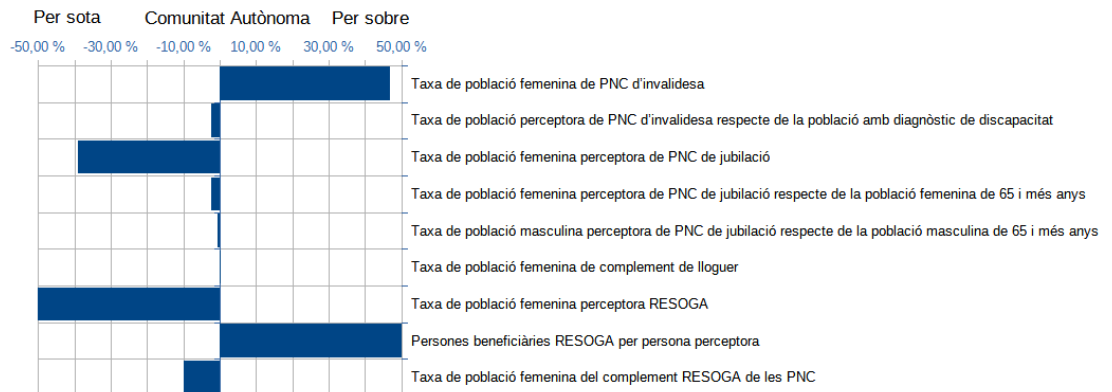 Per sota Comunitat Autònoma Per sobre
-50,00 % -30,00 % -10,00 % 10,00 % 30,00 % 50,00 %
Taxa de població femenina de PNC d'invalidesa
Taxa de població perceptora de PNC d'invalidesa respecte de la població amb diagnòstic de discapacitat
Taxa de població femenina perceptora de PNC de jubilació
Taxa de població femenina perceptora de PNC de jubilació respecte de la població femenina de 65 i més anys
Taxa de població masculina perceptora de PNC de jubilació respecte de la població masculina de 65 i més anys
Taxa de població femenina de complement de lloguer
Taxa de població femenina perceptora RESOGA
Persones beneficiàries RESOGA per persona perceptora
Taxa de població femenina del complement RESOGA de les PNC